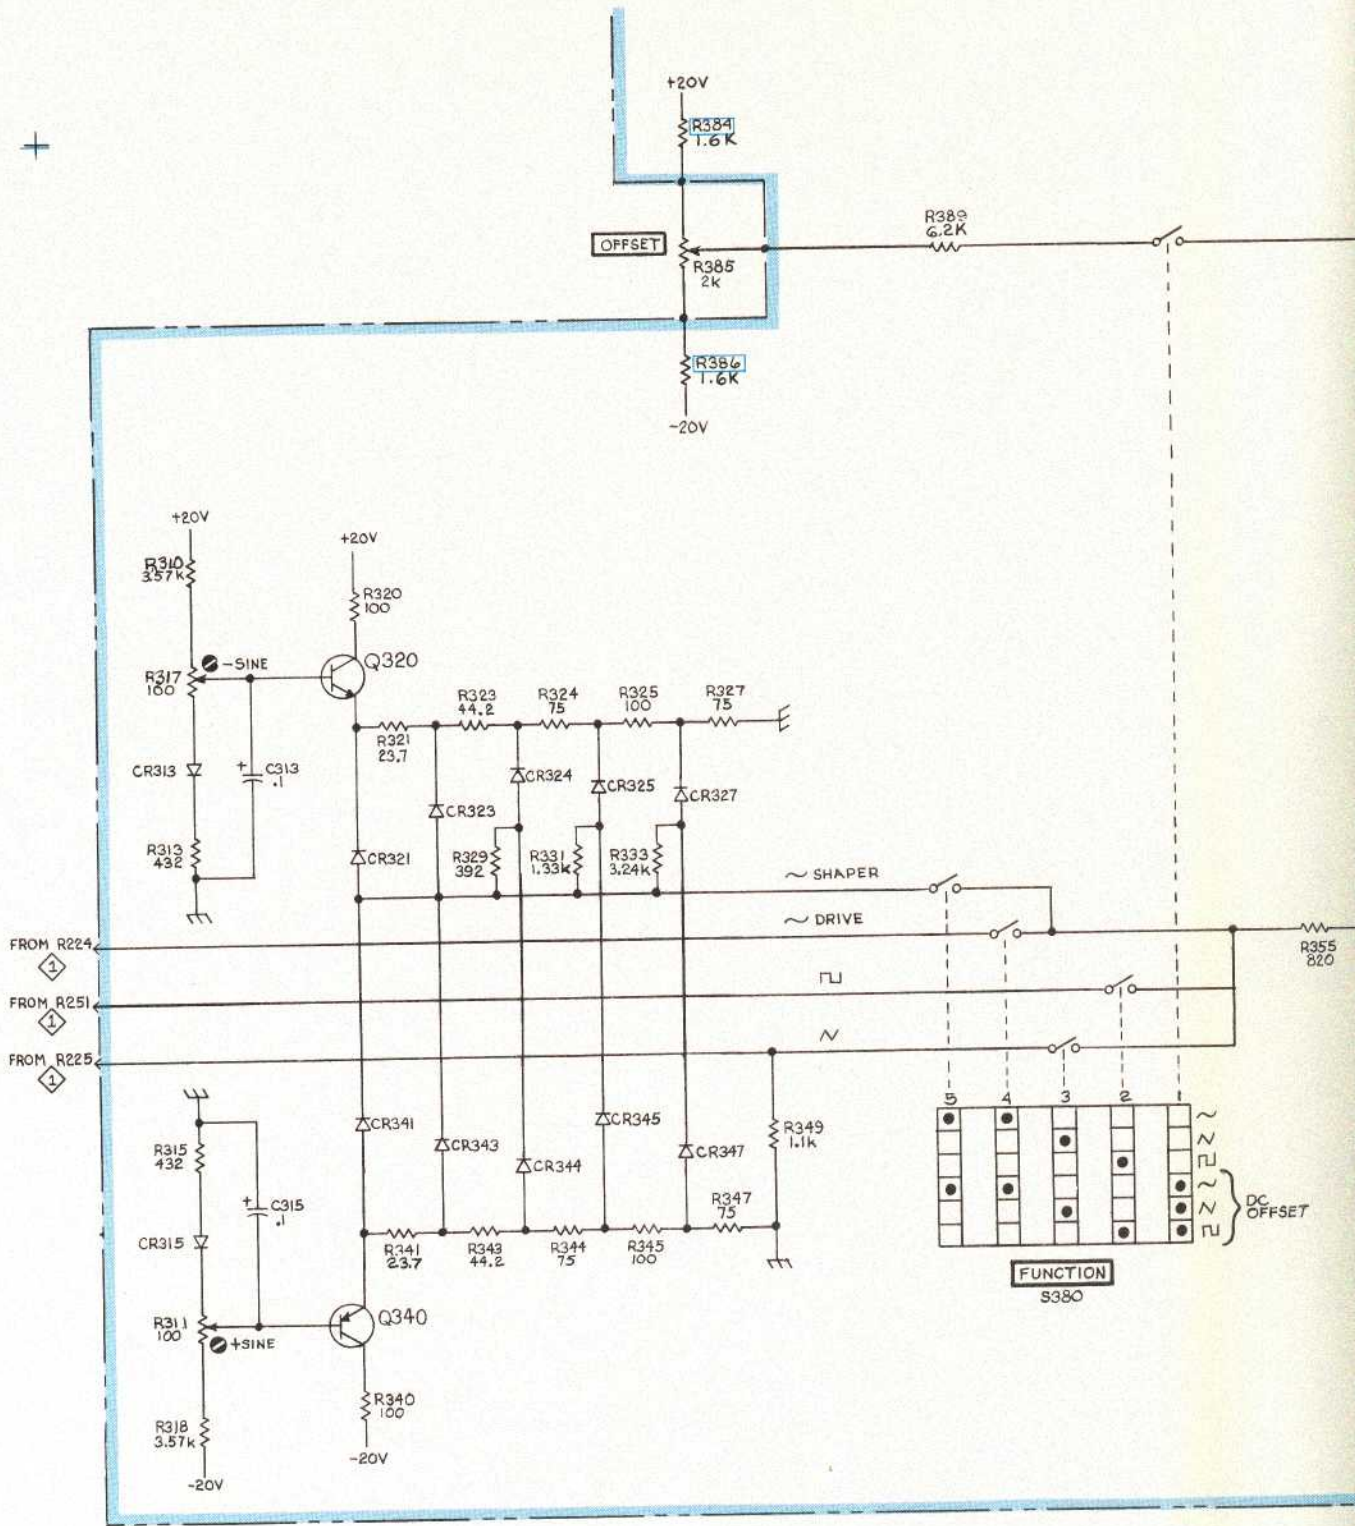 +20V
R384
1.6K
OFFSET
R385
2K
R389
6.2K
R386
1.6K
-20V
+20V
R310
3.57K
+20V
R320
100
-SINE
Q320
R317
100
R323
44.2
R324
75
R325
100
R327
75
R321
23.7
CR313
+ C313
.1
CR324
CR325
CR327
CR323
R313
432
CR321
R329
392
R331
1.33K
R333
3.24K
~ SHAPER
~ DRIVE
FROM R224
1
R355
820
FROM R251
1
FROM R225
1
5 4 3 2 1
R315
432
CR341
CR343
CR344
CR345
CR347
R349
1.1K
+ C315
.1
R347
75
DC
OFFSET
CR315
R341
23.7
R343
44.2
R344
75
R345
100
FUNCTION
S380
R311
100
+SINE
Q340
R340
100
R318
3.57K
-20V
-20V